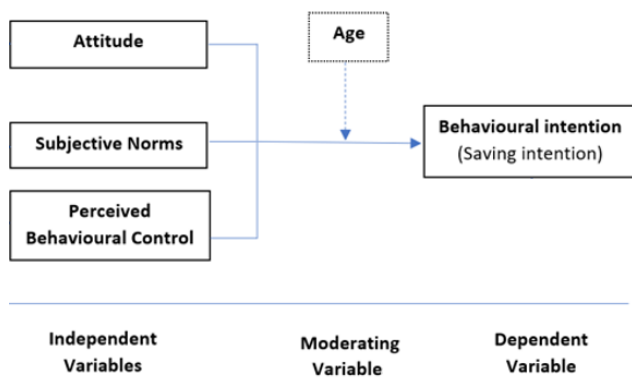 Attitude
Age
Subjective Norms
Behavioural intention
(Saving intention)
Perceived
Behavioural Control
Independent
Variables
Moderating
Variable
Dependent
Variable